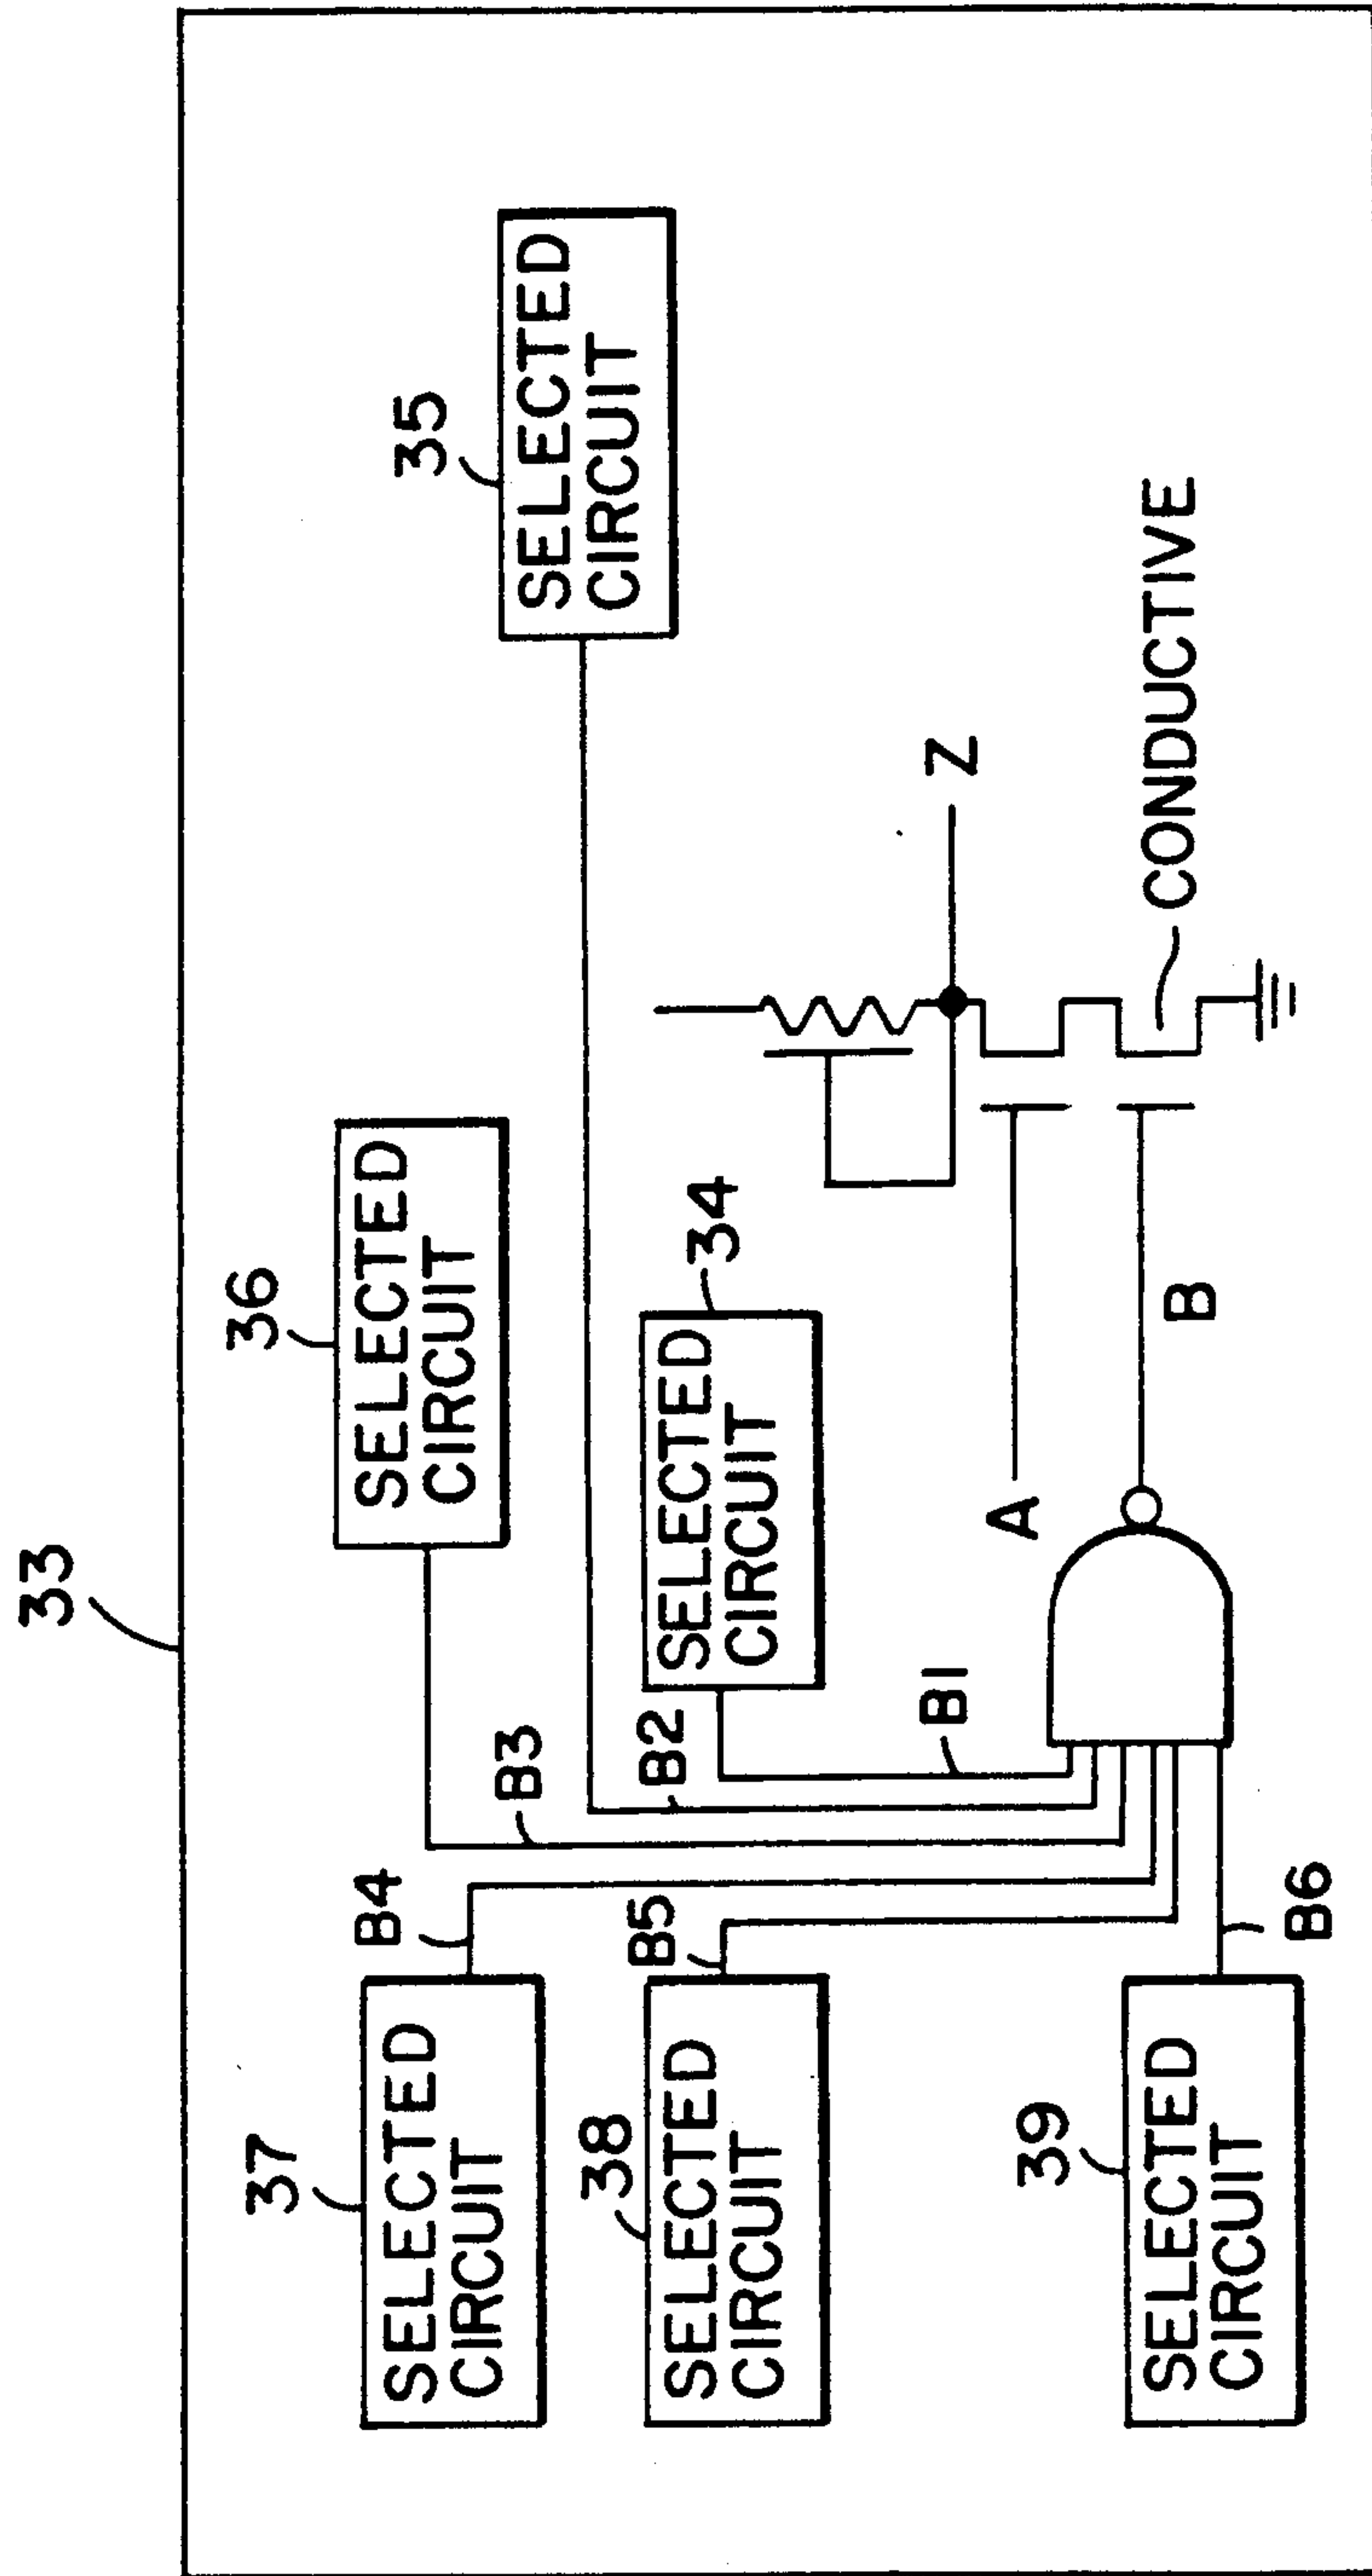 33
36
SELECTED
CIRCUIT
35
SELECTED
CIRCUIT
37
SELECTED
CIRCUIT
B4
B3
38
SELECTED
CIRCUIT
B5
B2
SELECTED
CIRCUIT
34
B1
Z
A
B
CONDUCTIVE
39
SELECTED
CIRCUIT
B6